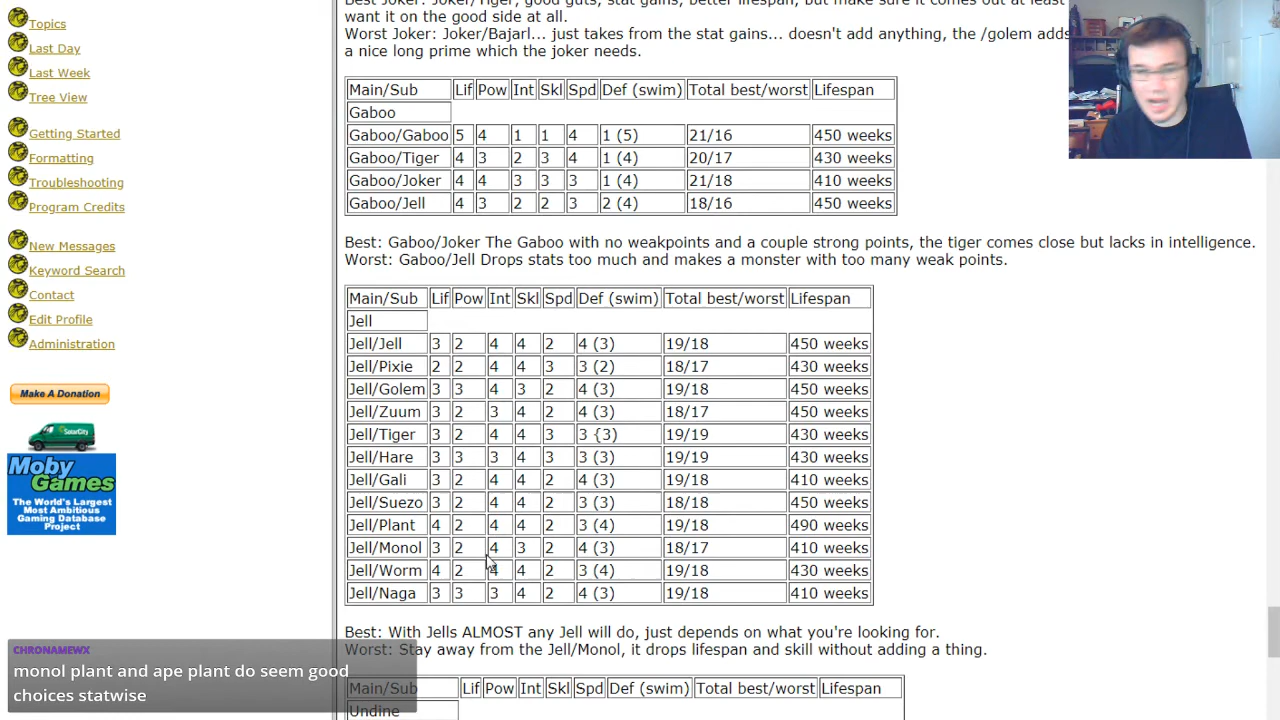 Topics
Last Day
Last Week
Tree View
Getting Started
Formatting
Troubleshooting
Program Credits
New Messages
Keyword Search
Contact
Edit Profile
Administration
Make A Donation
SolarCity
Moby
Games
The World's Largest
Most Ambitious
Gaming Database
Project
want it on the good side at all.
Worst Joker: Joker/Bajarl... just takes from the stat gains... doesn't add anything, the /golem adds
a nice long prime which the joker needs.
Main/Sub Lif Pow Int Skl Spd Def (swim) Total best/worst Lifespan
Gaboo
Gaboo/Gaboo 5 4 1 1 4 1 (5) 21/16 450 weeks
Gaboo/Tiger 4 3 2 3 4 1 (4) 20/17 430 weeks
Gaboo/Joker 4 4 3 3 3 1 (4) 21/18 410 weeks
Gaboo/Jell 4 3 2 2 3 2 (4) 18/16 450 weeks
Best: Gaboo/Joker The Gaboo with no weakpoints and a couple strong points, the tiger comes close but lacks in intelligence.
Worst: Gaboo/Jell Drops stats too much and makes a monster with too many weak points.
Main/Sub Lif Pow Int Skl Spd Def (swim) Total best/worst Lifespan
Jell
Jell/Jell 3 2 4 4 2 4 (3) 19/18 450 weeks
Jell/Pixie 2 2 4 4 3 3 (2) 18/17 430 weeks
Jell/Golem 3 3 4 3 2 4 (3) 19/18 450 weeks
Jell/Zuum 3 2 3 4 2 4 (3) 18/17 450 weeks
Jell/Tiger 3 2 4 4 3 3 {3) 19/19 430 weeks
Jell/Hare 3 3 3 4 3 3 (3) 19/19 430 weeks
Jell/Gali 3 2 4 4 2 3 (3) 19/18 410 weeks
Jell/Suezo 3 2 4 4 2 3 (3) 18/18 450 weeks
Jell/Plant 4 2 4 4 2 3 (4) 19/18 490 weeks
Jell/Monol 3 2 4 3 2 4 (3) 18/17 410 weeks
Jell/Worm 4 2 4 4 2 3 (4) 19/18 430 weeks
Jell/Naga 3 3 3 4 2 4 (3) 19/18 410 weeks
Best: With Jells ALMOST any Jell will do, just depends on what you're looking for.
Worst: Stay away from the Jell/Monol, it drops lifespan and skill without adding a thing.
Main/Sub Lif Pow Int Skl Spd Def (swim) Total best/worst Lifespan
Undine
CHRONAMEWX
monol plant and ape plant do seem good
choices statwise